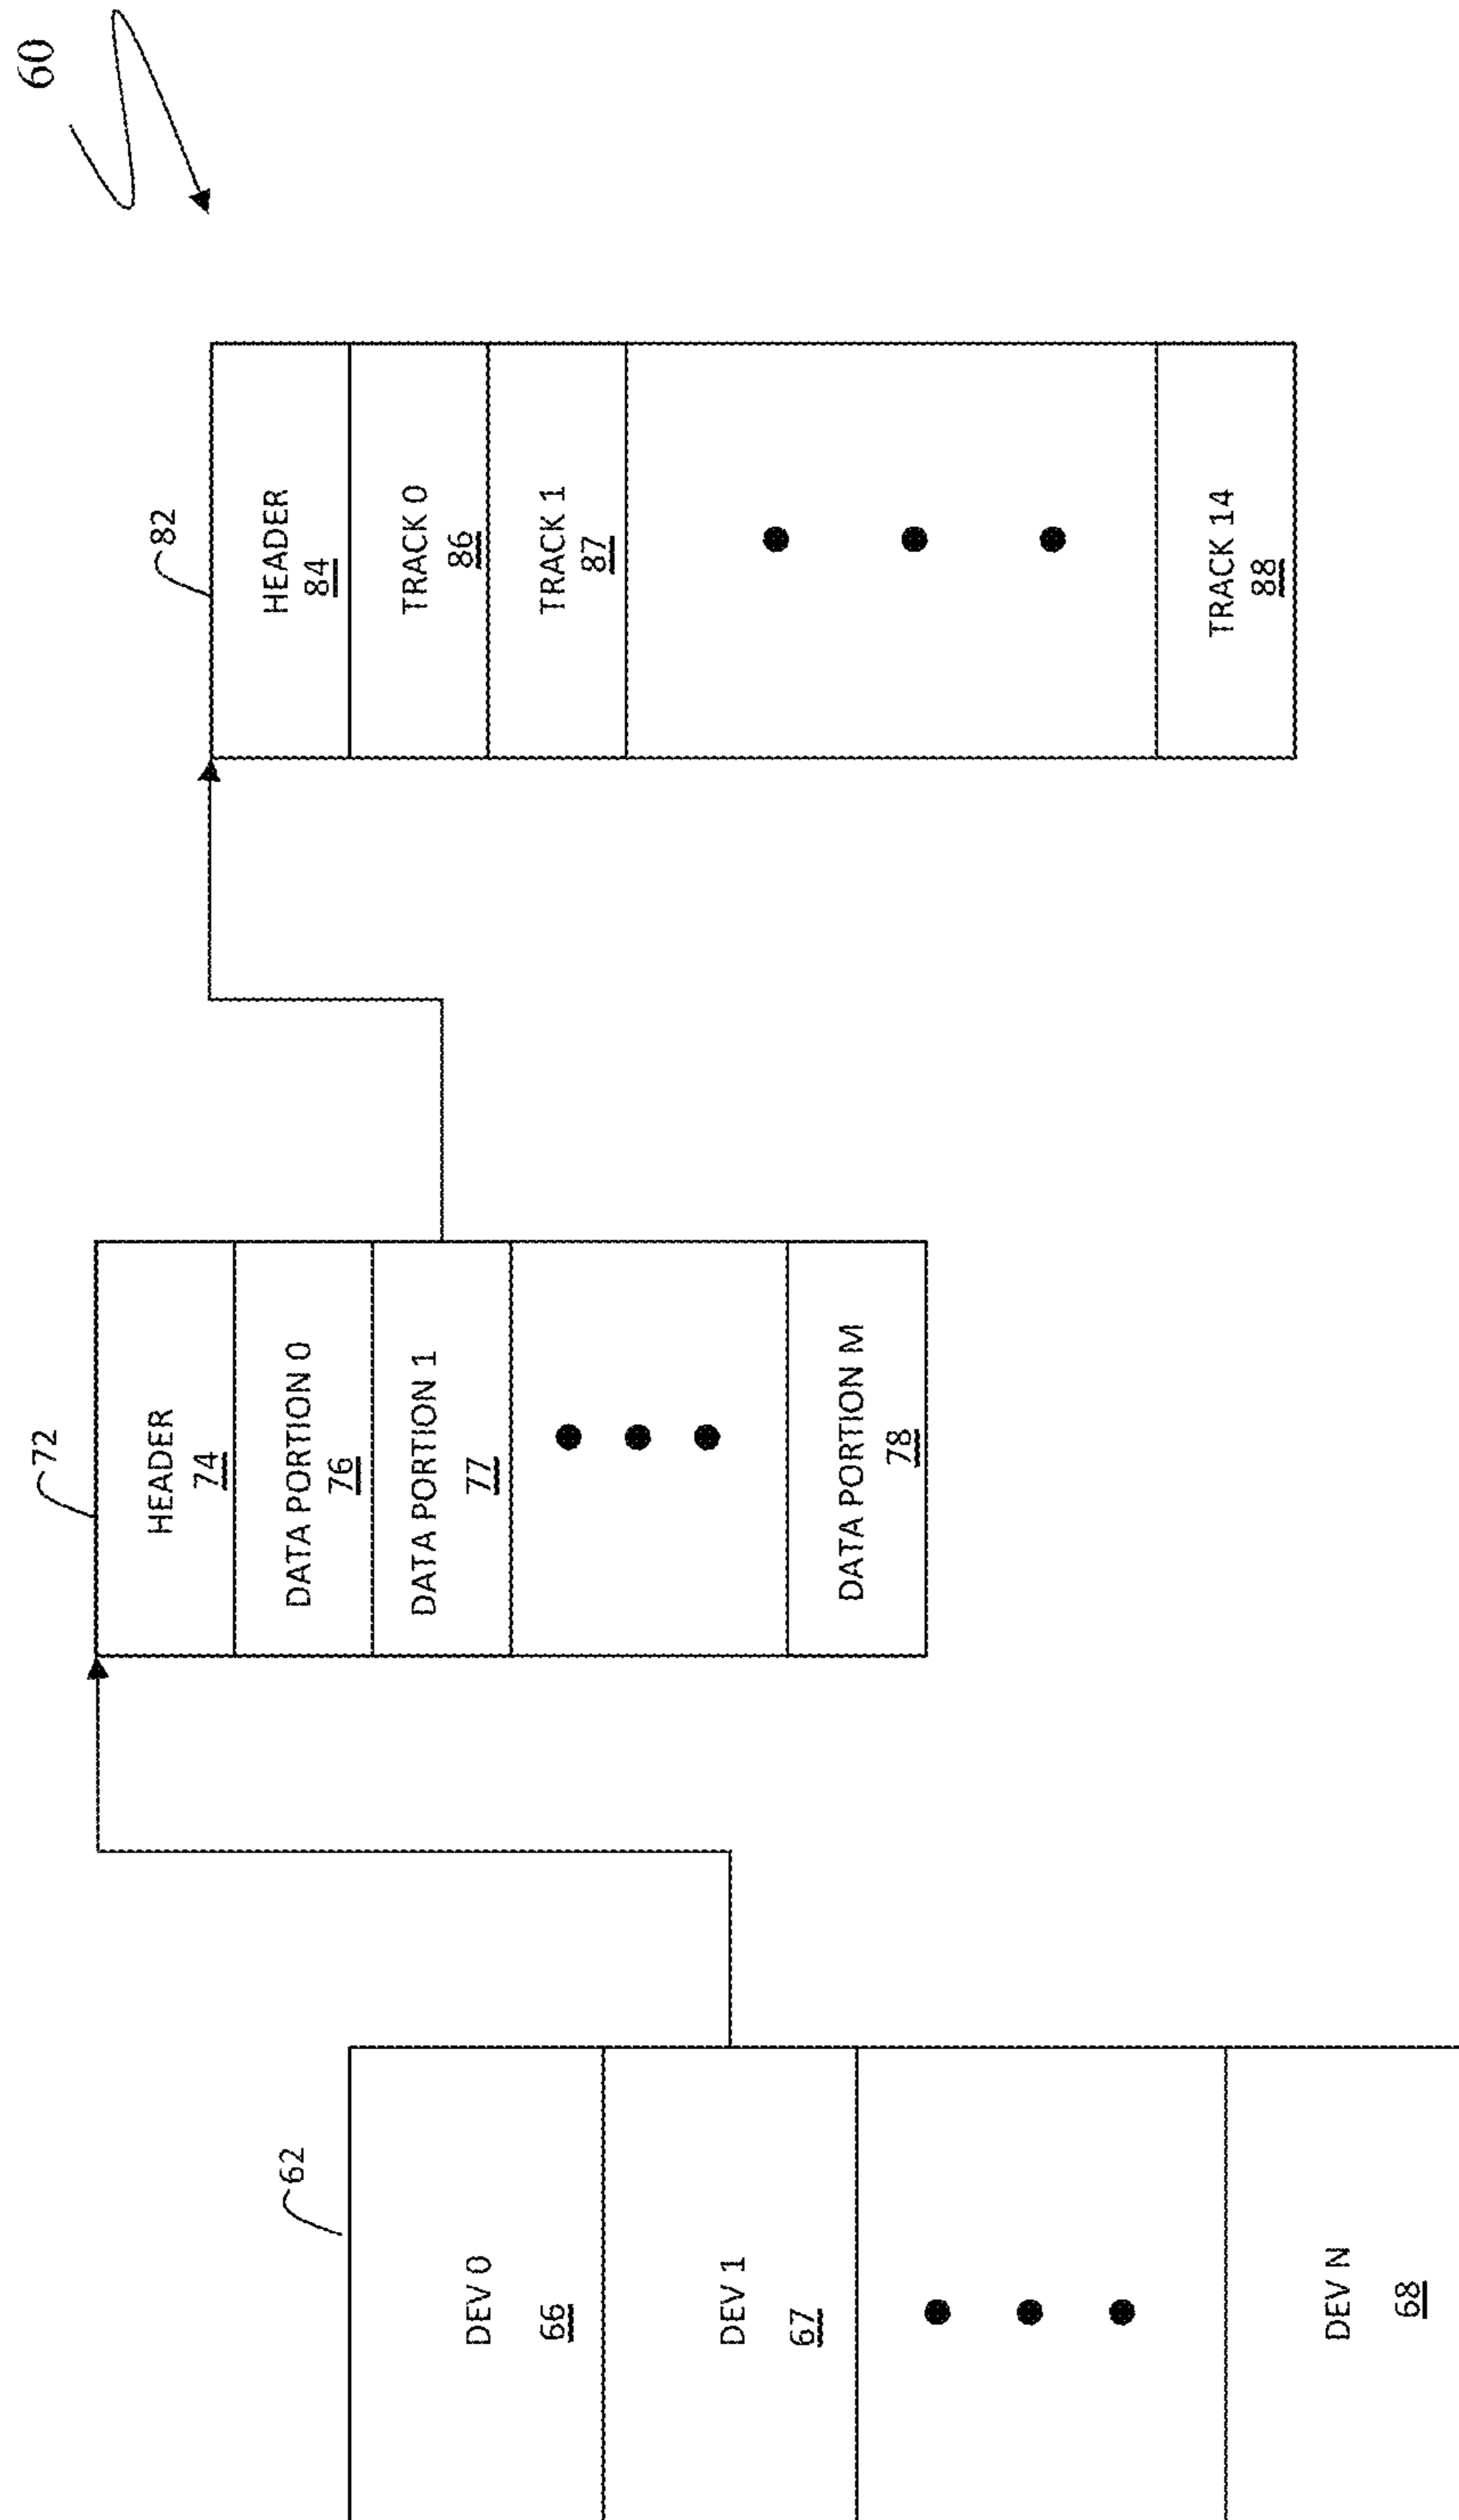 60
62
DEV 0
66
DEV 1
67
DEV N
68
72
HEADER
74
DATA PORTION 0
76
DATA PORTION 1
77
DATA PORTION M
78
82
HEADER
84
TRACK 0
86
TRACK 1
87
TRACK 14
88